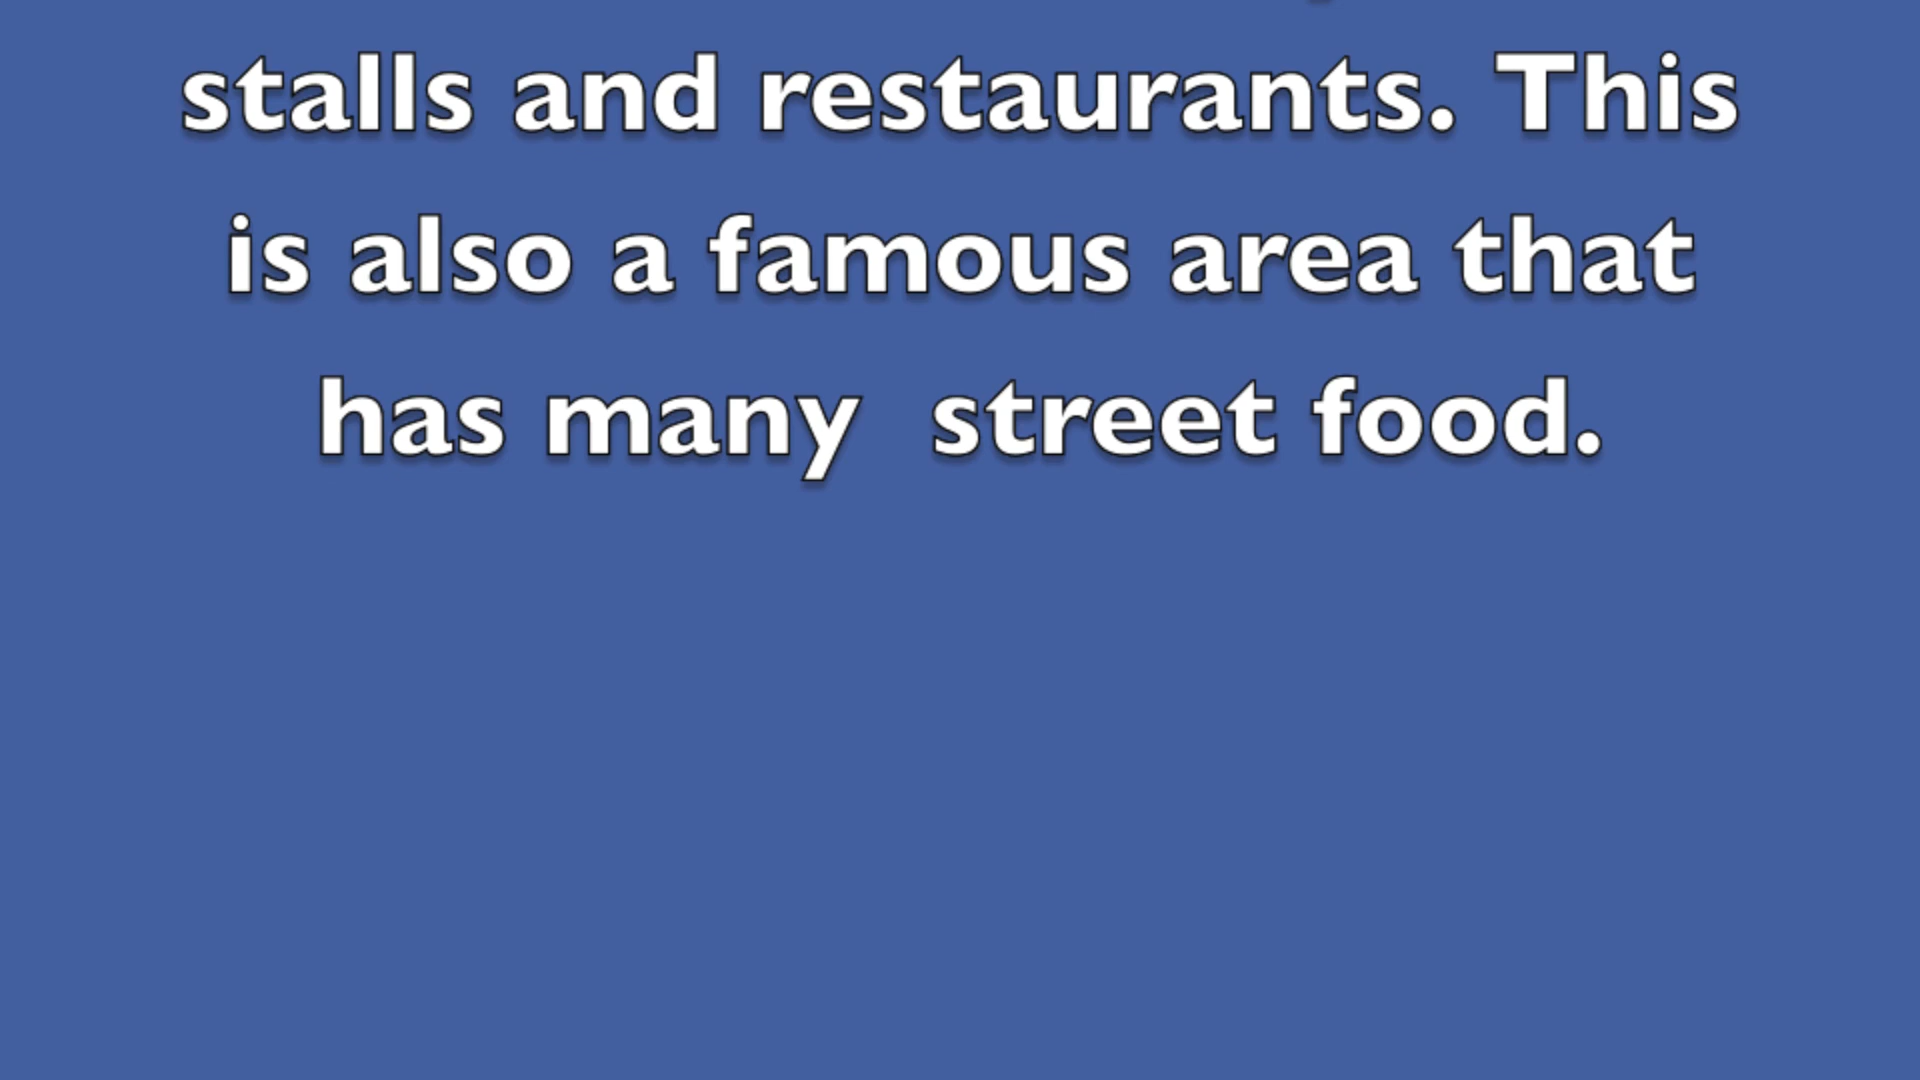 stalls and restaurants. This
is also a famous area that
has many  street food.